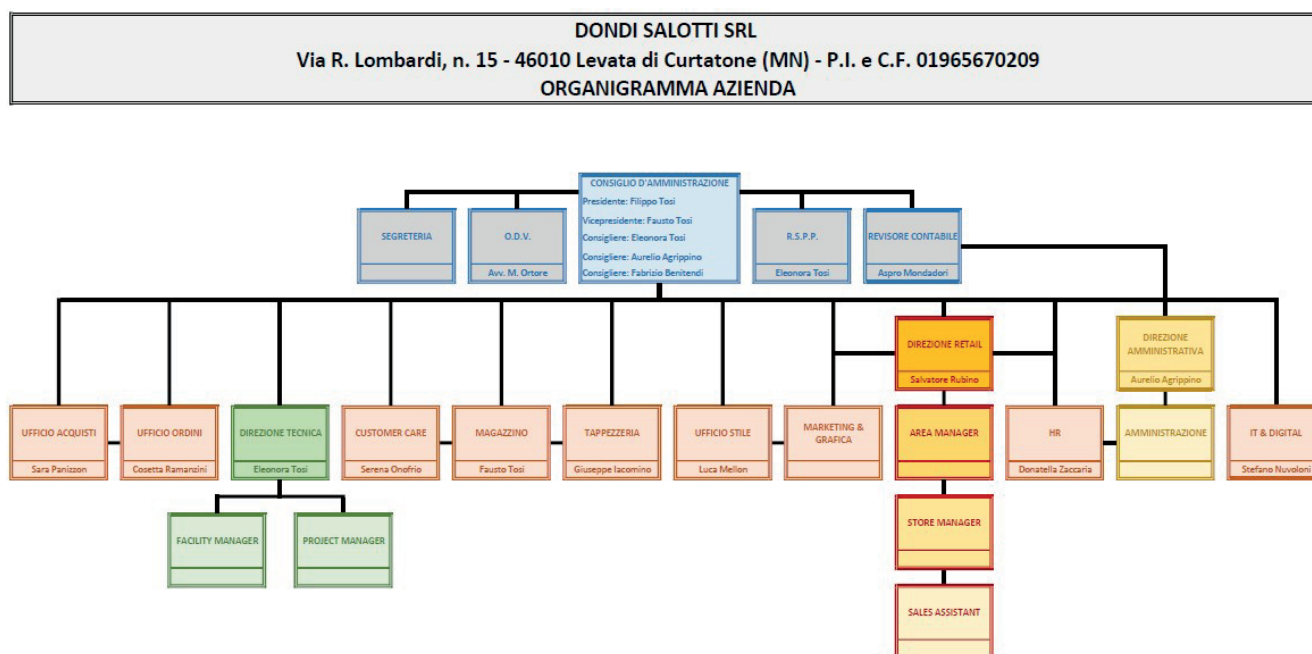 DONDI SALOTTI SRL
Via R. Lombardi, n. 15 - 46010 Levata di Curtatone (MN) - P.I. e C.F. 01965670209
ORGANIGRAMMA AZIENDA
CONSIGLIO D'AMMINISTRAZIONE
Presidente: Filippo Tosi
Vicepresidente: Fausto Tosi
Consigliere: Eleonora Tosi
Consigliere: Aurelio Agrippino
Consigliere: Fabrizio Benitendi
SEGRETERIA
O.D.V.
Avv. M. Ortore
R.S.P.P.
Eleonora Tosi
REVISORE CONTABILE
Aspro Mondadori
DIREZIONE RETAIL
Salvatore Rubino
DIREZIONE
AMMINISTRATIVA
Aurelio Agrippino
UFFICIO ACQUISTI
Sara Panizzon
UFFICIO ORDINI
Cosetta Ramanzini
DIREZIONE TECNICA
Eleonora Tosi
CUSTOMER CARE
Serena Onofrio
MAGAZZINO
Fausto Tosi
TAPPEZZERIA
Giuseppe Iacomino
UFFICIO STILE
Luca Mellon
MARKETING &
GRAFICA
AREA MANAGER
HR
Donatella Zaccaria
AMMINISTRAZIONE
IT & DIGITAL
Stefano Nuvoloni
FACILITY MANAGER
PROJECT MANAGER
STORE MANAGER
SALES ASSISTANT